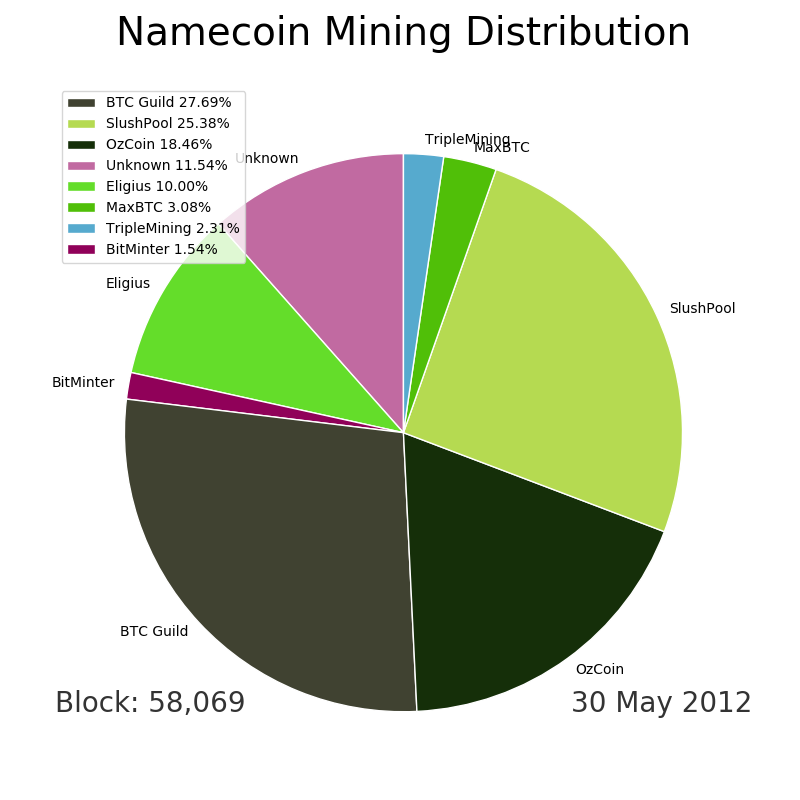 Namecoin Mining Distribution
BTC Guild 27.69%
SlushPool 25.38%
OzCoin 18.46%
Unknown 11.54%
Eligius 10.00%
MaxBTC 3.08%
TripleMining 2.31%
BitMinter 1.54%
TripleMining
MaxBTC
Unknown
Eligius
SlushPool
BitMinter
BTC Guild
OzCoin
Block: 58,069
30 May 2012